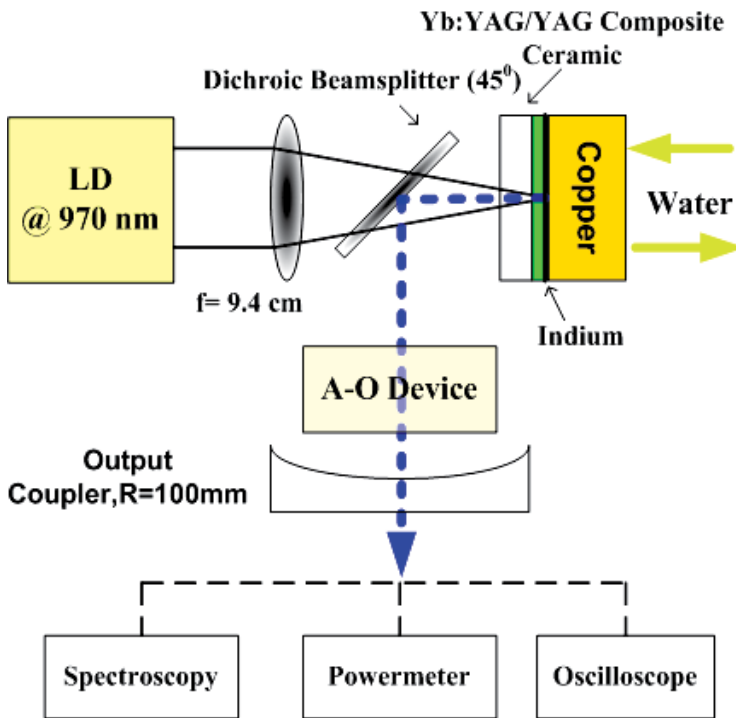 Yb:YAG/YAG Composite
Ceramic
Dichroic Beamsplitter (45⁰)
LD
@ 970 nm
Copper
Water
f= 9.4 cm
Indium
A-O Device
Output
Coupler,R=100mm
Spectroscopy
Powermeter
Oscilloscope